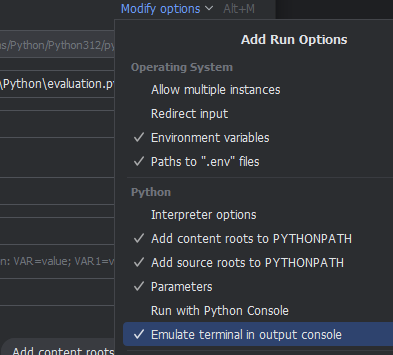 Modify options Alt+M
Add Run Options
Operating System
Allow multiple instances
ns/Python/Python312/py
Redirect input
\Python\evaluation.py
Environment variables
Paths to ".env" files
Python
Interpreter options
Add content roots to PYTHONPATH
n: VAR=value; VAR1=v
Add source roots to PYTHONPATH
Parameters
Run with Python Console
Emulate terminal in output console
Add content roots